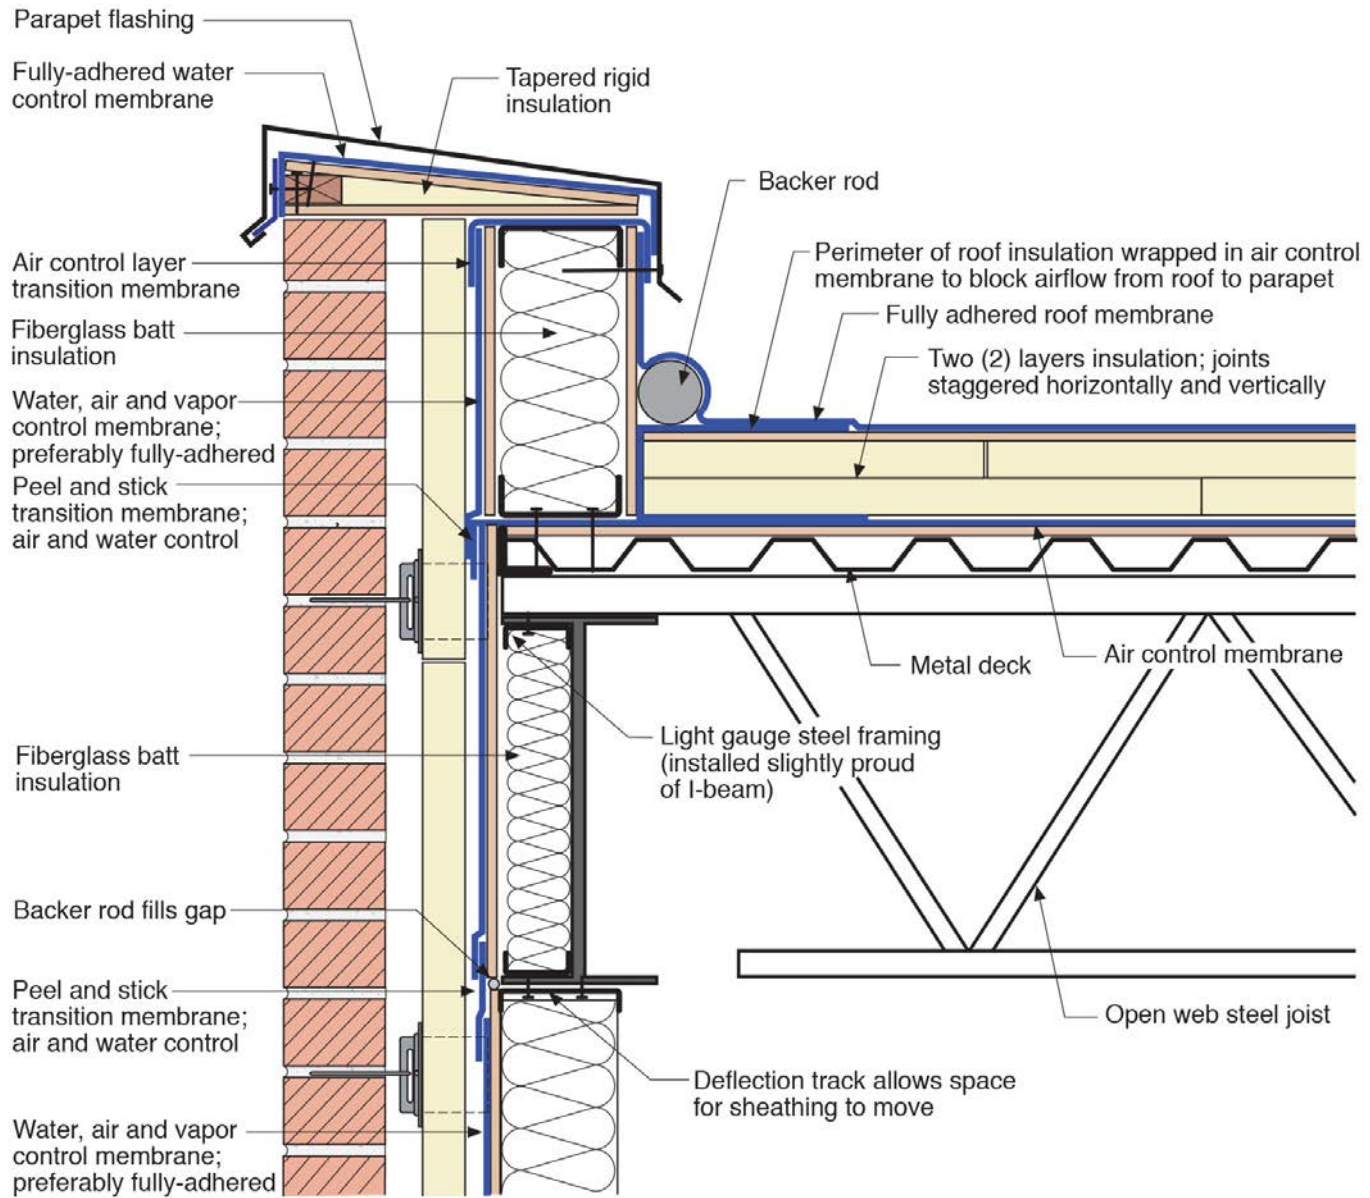 Parapet flashing
Fully-adhered water
control membrane
Tapered rigid
insulation
Backer rod
Air control layer
transition membrane
Perimeter of roof insulation wrapped in air control
membrane to block airflow from roof to parapet
Fully adhered roof membrane
Fiberglass batt
insulation
Two (2) layers insulation; joints
staggered horizontally and vertically
Water, air and vapor
control membrane;
preferably fully-adhered
Peel and stick
transition membrane;
air and water control
Metal deck
Air control membrane
Light gauge steel framing
(installed slightly proud
of I-beam)
Fiberglass batt
insulation
Backer rod fills gap
Peel and stick
transition membrane;
air and water control
Open web steel joist
Deflection track allows space
for sheathing to move
Water, air and vapor
control membrane;
preferably fully-adhered